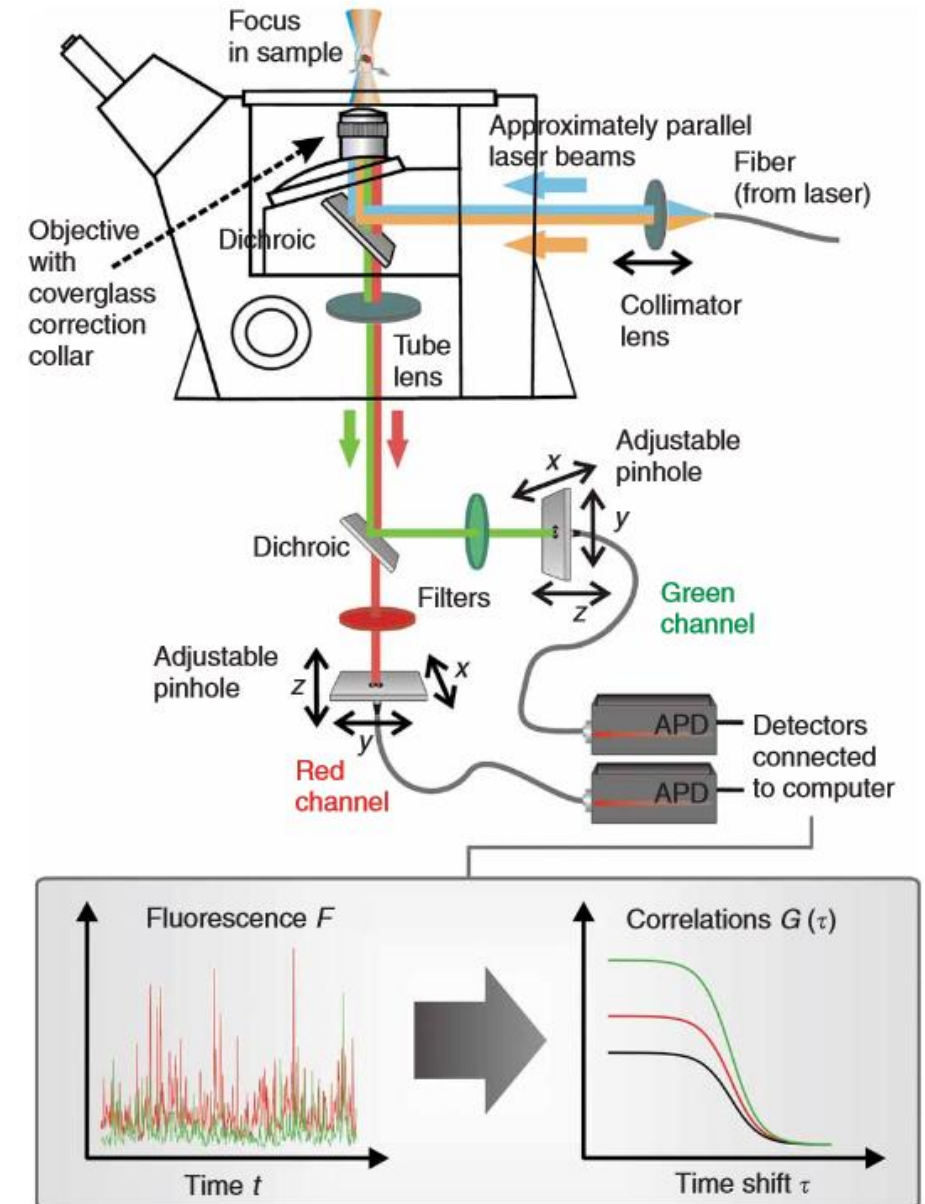 Focus
in sample
Approximately parallel
laser beams
Fiber
(from laser)
Objective
with
coverglass
correction
collar
Dichroic
Collimator
lens
Tube
lens
Adjustable
pinhole
x
y
z
Dichroic
Filters
Green
channel
Adjustable
pinhole
z
x
y
Red
channel
APD
APD
Detectors
connected
to computer
Fluorescence F
Time t
Correlations G (τ)
Time shift τ